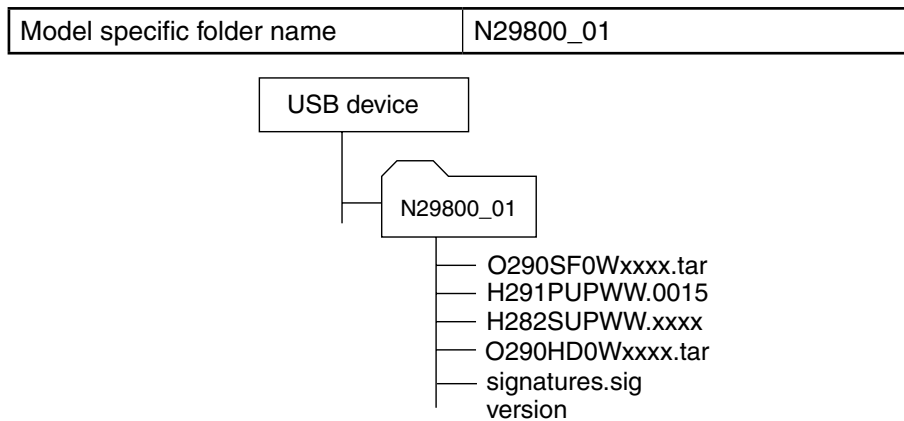 Model specific folder name N29800_01
USB device
N29800_01
O290SF0Wxxxx.tar
H291PUPWW.0015
H282SUPWW.xxxx
O290HD0Wxxxx.tar
signatures.sig
version